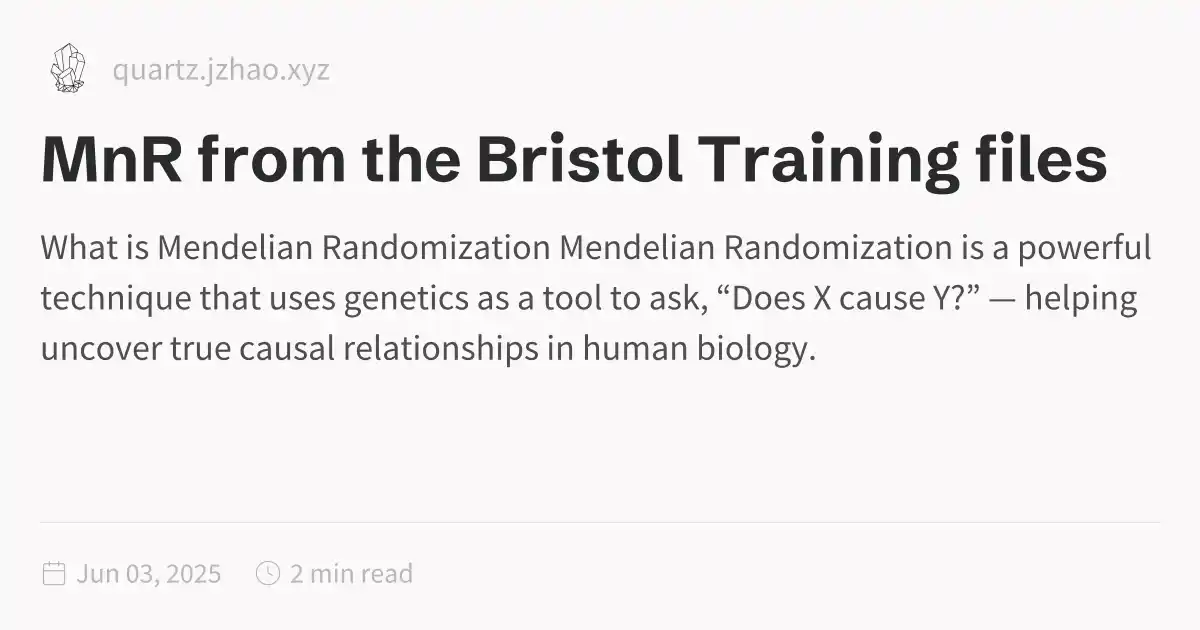 quartz.jzhao.xyz
MnR from the Bristol Training files
What is Mendelian Randomization Mendelian Randomization is a powerful
technique that uses genetics as a tool to ask, “Does X cause Y?” — helping
uncover true causal relationships in human biology.
Jun 03, 2025 2 min read